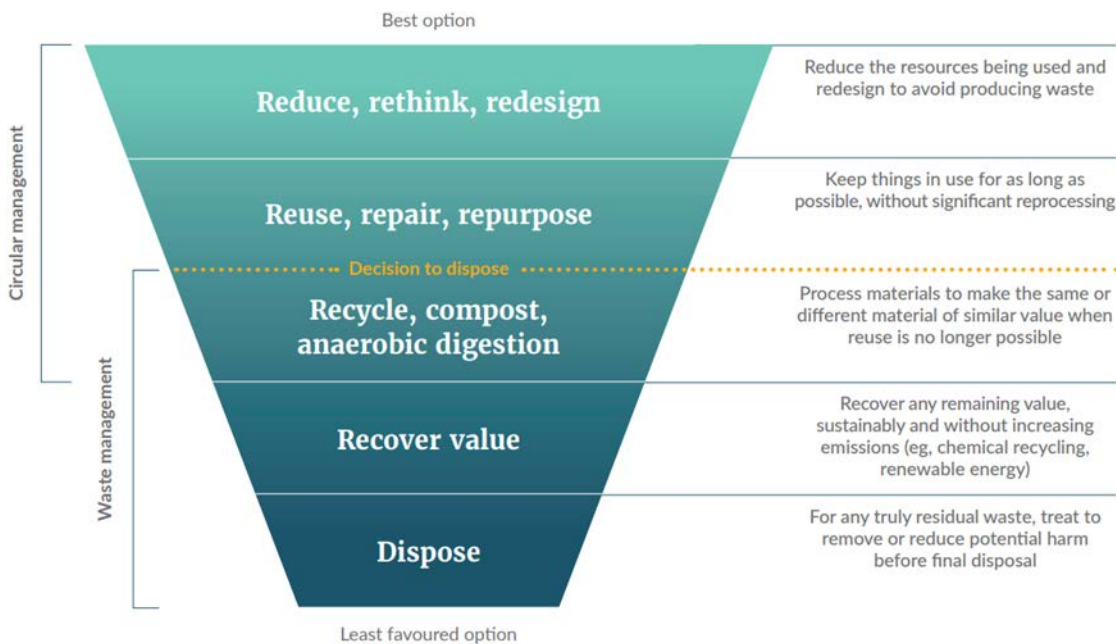 Best option
Circular management
Waste management
Reduce, rethink, redesign
Reduce the resources being used and
redesign to avoid producing waste
Reuse, repair, repurpose
Keep things in use for as long as
possible, without significant reprocessing
Decision to dispose
Recycle, compost,
anaerobic digestion
Process materials to make the same or
different material of similar value when
reuse is no longer possible
Recover value
Recover any remaining value,
sustainably and without increasing
emissions (eg, chemical recycling,
renewable energy)
Dispose
For any truly residual waste, treat to
remove or reduce potential harm
before final disposal
Least favoured option